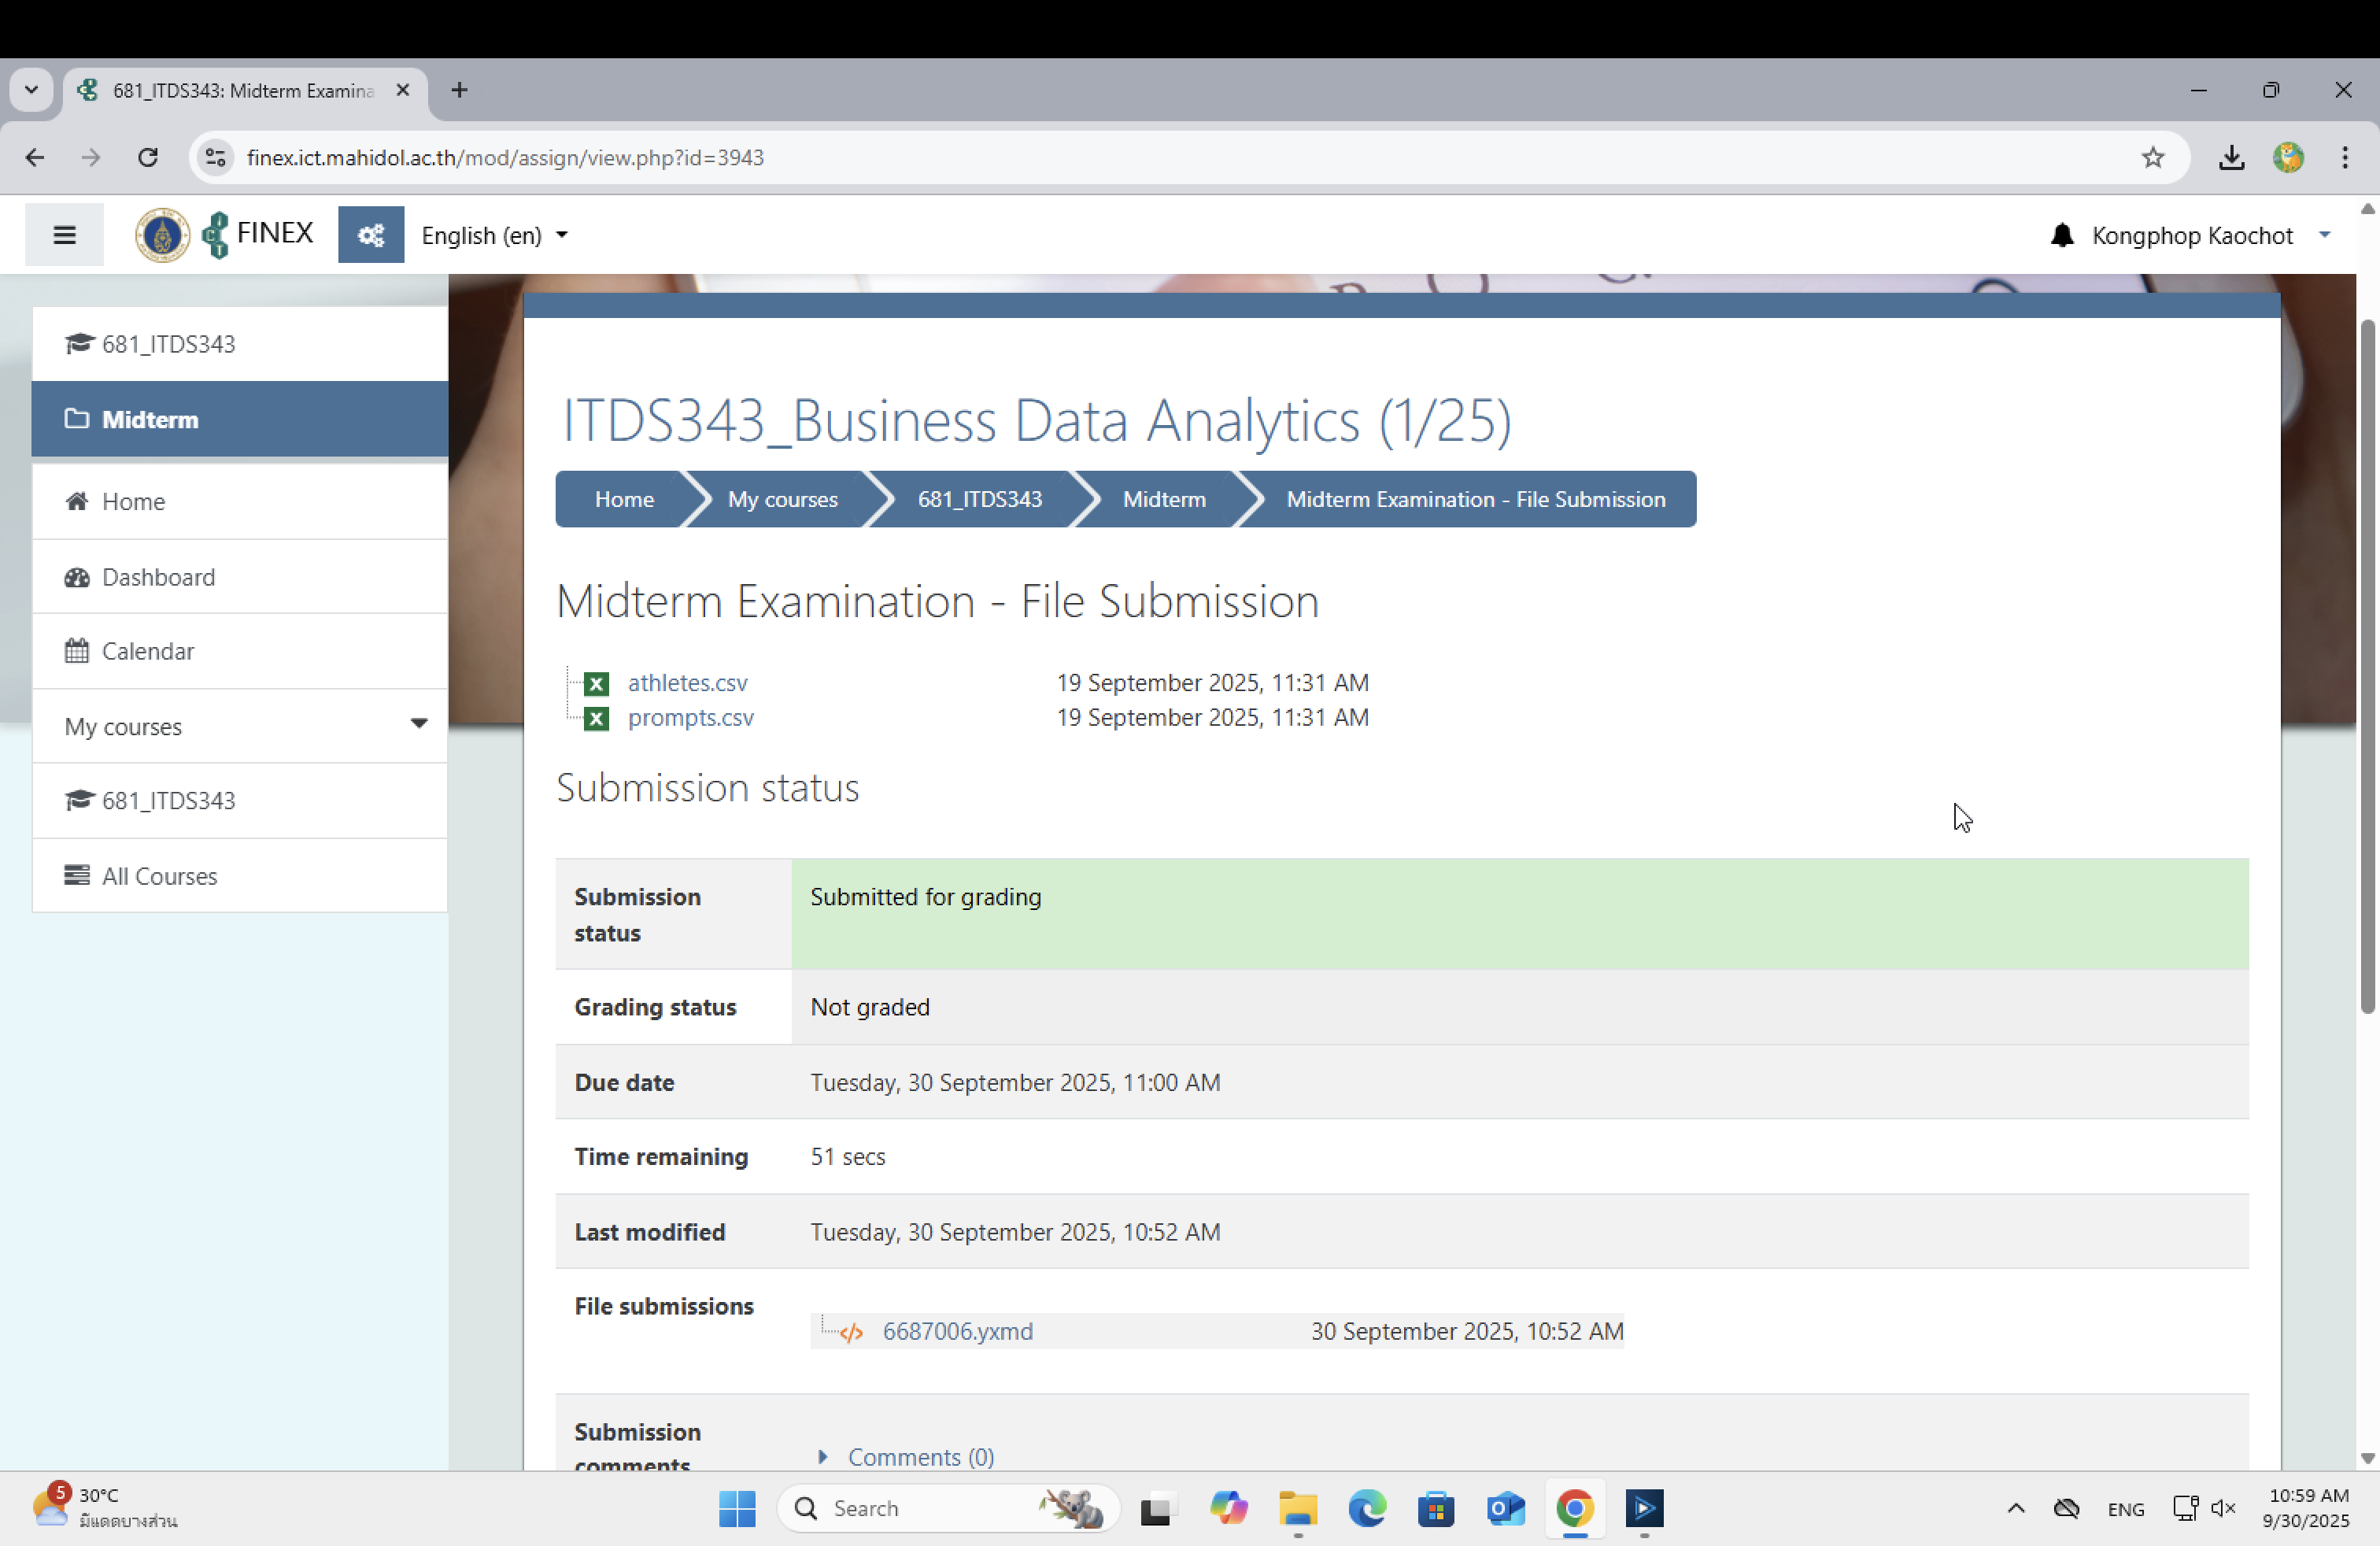 681_ITDS343: Midterm Examina
finex.ict.mahidol.ac.th/mod/assign/view.php?id=3943
FINEX
English (en)
Kongphop Kaochot
681_ITDS343
Midterm
Home
Dashboard
Calendar
My courses
681_ITDS343
All Courses
ITDS343_Business Data Analytics (1/25)
Home My courses 681_ITDS343 Midterm Midterm Examination - File Submission
Midterm Examination - File Submission
athletes.csv 19 September 2025, 11:31 AM
prompts.csv 19 September 2025, 11:31 AM
Submission status
Submission status Submitted for grading
Grading status Not graded
Due date Tuesday, 30 September 2025, 11:00 AM
Time remaining 51 secs
Last modified Tuesday, 30 September 2025, 10:52 AM
File submissions
6687006.yxmd 30 September 2025, 10:52 AM
Submission comments
Comments (0)
5
30°C
มีแดดบางส่วน
Search
ENG
10:59 AM
9/30/2025